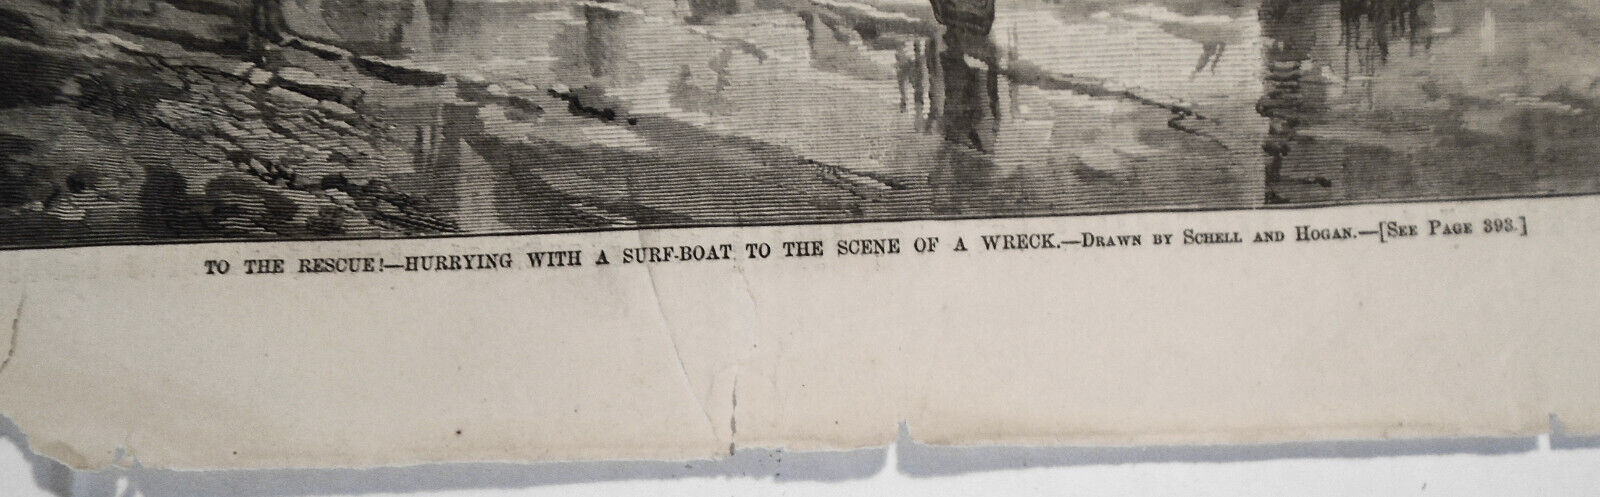 TO THE RESCUE!—HURRYING WITH A SURF-BOAT TO THE SCENE OF A WRECK.—DRAWN BY SCHELL AND HOGAN.—[SEE PAGE 393.]